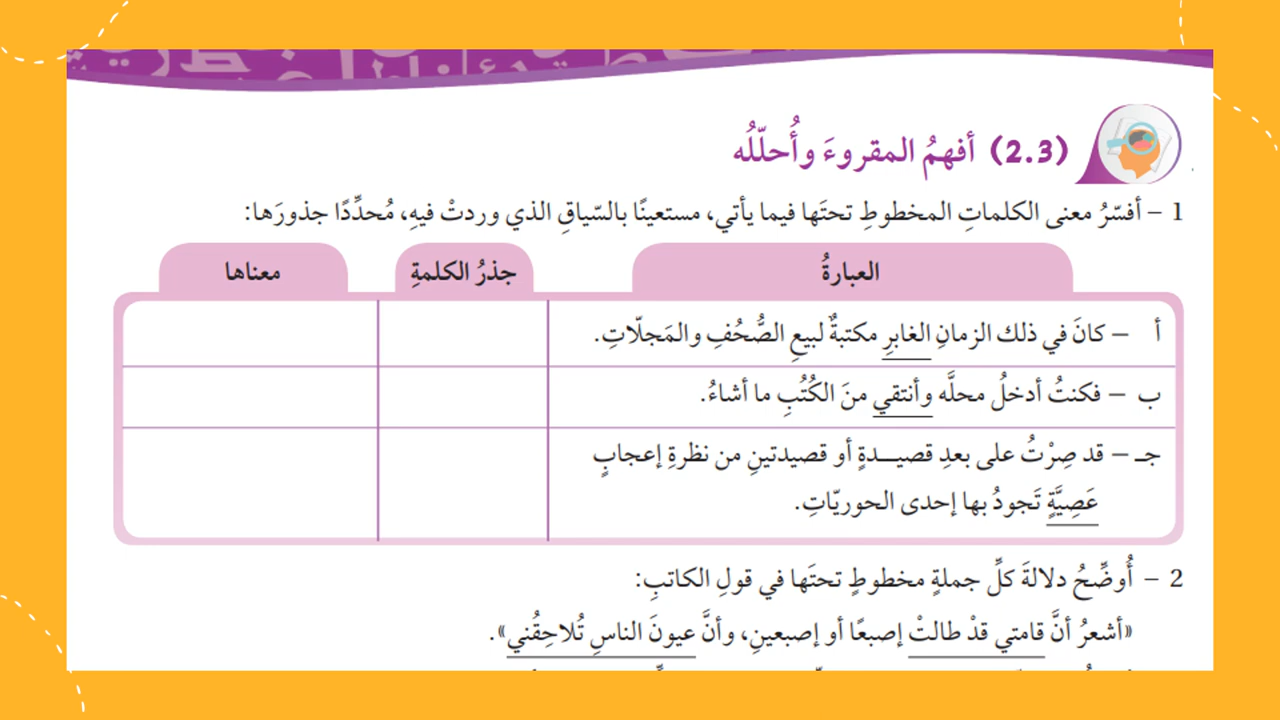 (2.3) أفهمُ المقروءَ وأُحلّلُه
1 – أفسّرُ معنى الكلماتِ المخطوطِ تحتَها فيما يأتي، مستعينًا بالسّياقِ الذي وردتْ فيهِ، مُحدِّدًا جذورَها:
العبارةُ جذرُ الكلمةِ معناها
أ – كانَ في ذلك الزمانِ الغابرِ مكتبةٌ لبيعِ الصُّحُفِ والمَجلّاتِ.
ب – فكنتُ أدخلُ محلَّه وأنتقي منَ الكُتُبِ ما أشاءُ.
جـ – قد صِرْتُ على بعدِ قصيـــدةٍ أو قصيدتينِ من نظرةِ إعجابٍ
عَصِيَّةٍ تَجودُ بها إحدى الحوريّاتِ.
2 – أُوضِّحُ دلالةَ كلِّ جملةٍ مخطوطٍ تحتَها في قولِ الكاتبِ:
«أشعرُ أنَّ قامتي قدْ طالتْ إصبعًا أو إصبعينِ، وأنَّ عيونَ الناسِ تُلاحِقُني».